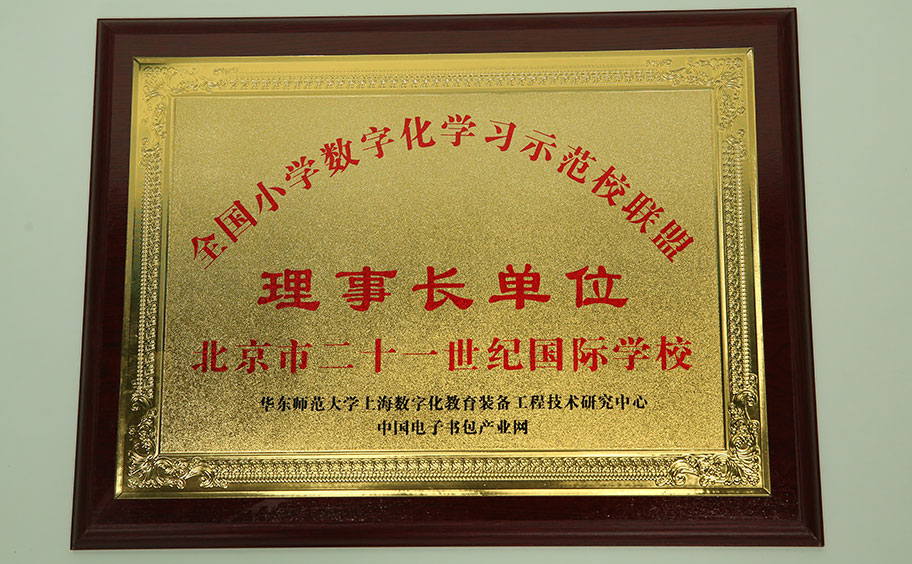 全国小学数字化学习示范校联盟
理事长单位
北京市二十一世纪国际学校
华东师范大学上海数字化教育装备工程技术研究中心
中国电子书包产业网